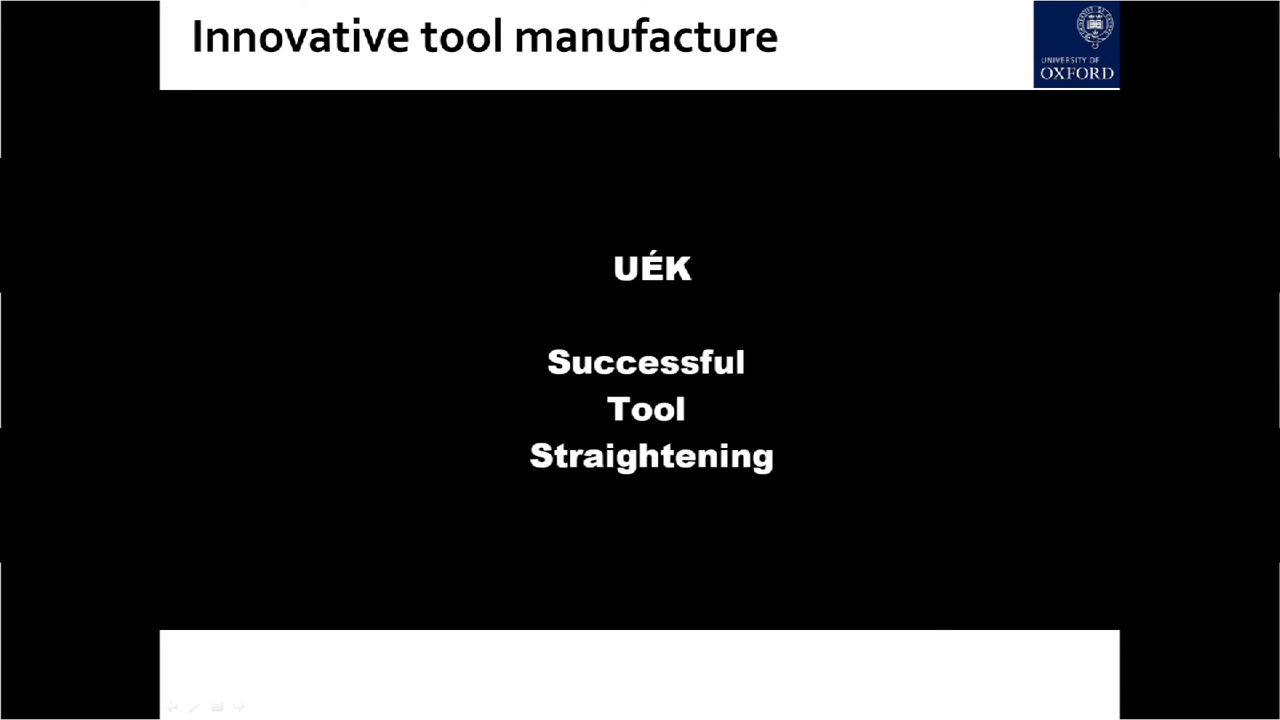 Innovative tool manufacture
UNIVERSITY OF
OXFORD
UÉK
Successful
Tool
Straightening